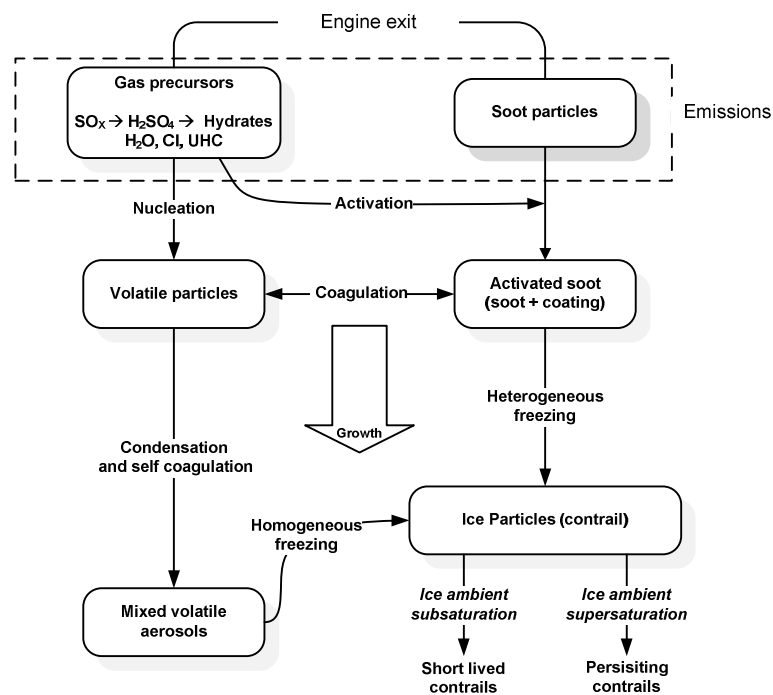 Engine exit
Gas precursors
SOX → H2SO4 → Hydrates
H2O, CI, UHC
Soot particles
Emissions
Nucleation
Activation
Volatile particles
Coagulation
Activated soot
(soot + coating)
Growth
Heterogeneous
freezing
Condensation
and self coagulation
Homogeneous
freezing
Ice Particles (contrail)
Mixed volatile
aerosols
Ice ambient
subsaturation
Ice ambient
supersaturation
Short lived
contrails
Persisiting
contrails